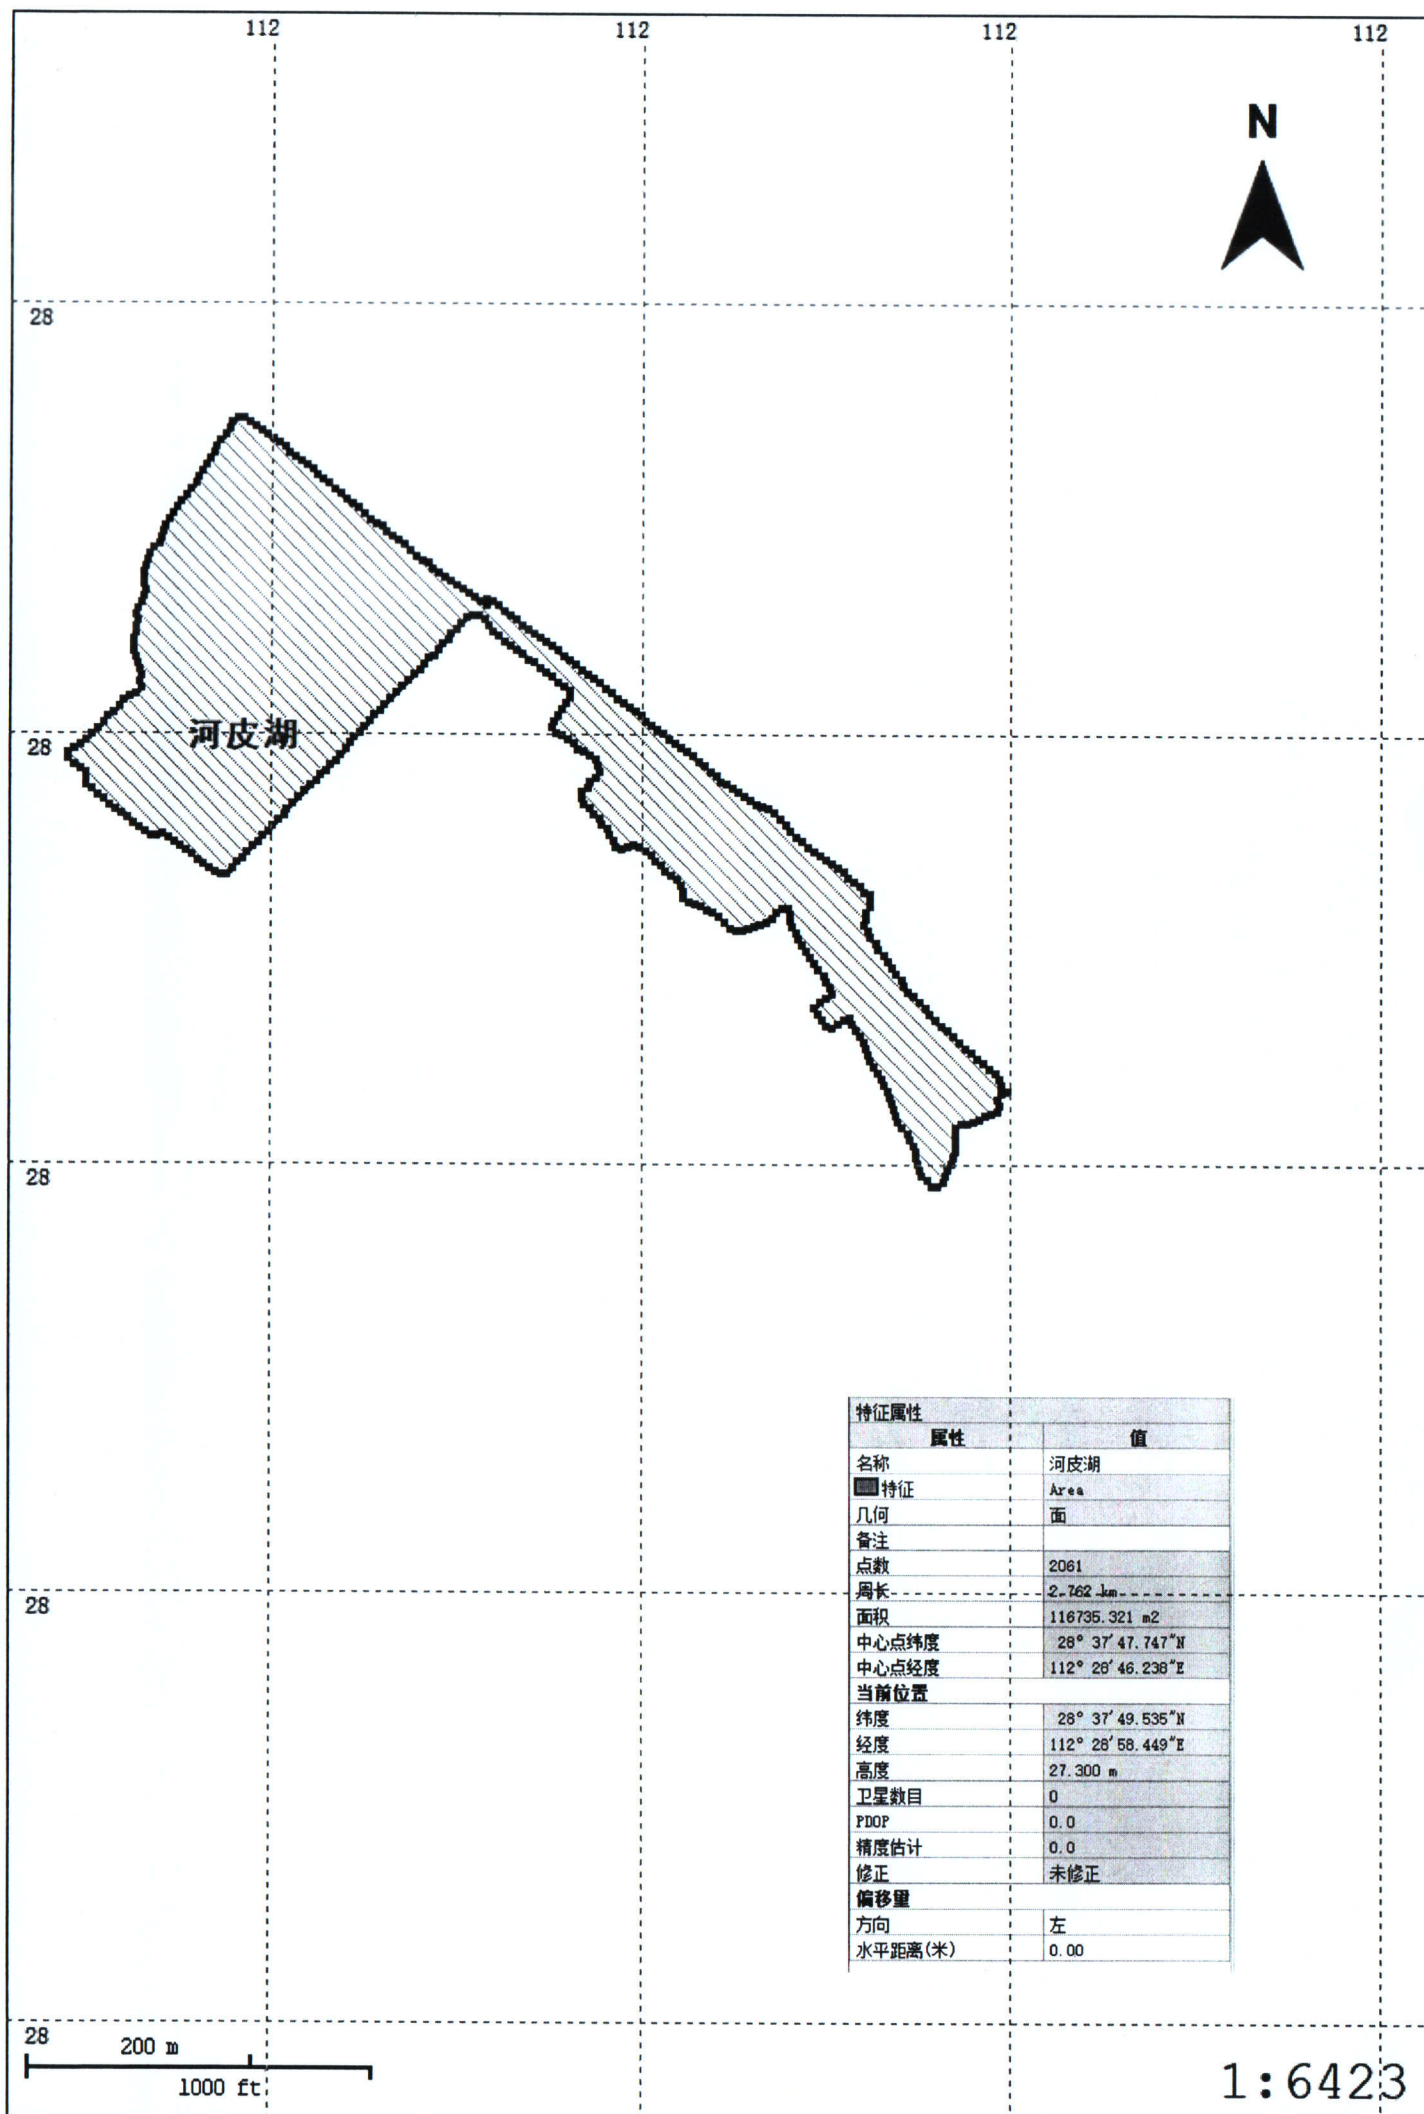 112 112 112 112
N
28
河皮湖
28
28
特征属性
属性 值
名称 河皮湖
特征 Area
几何 面
备注
点数 2061
周长 2.762 km
面积 116735.321 m2
中心点纬度 28° 37′47.747″N
中心点经度 112° 28′46.238″E
当前位置
纬度 28° 37′49.535″N
经度 112° 28′58.449″E
高度 27.300 m
卫星数目 0
PDOP 0.0
精度估计 0.0
修正 未修正
偏移量
方向 左
水平距离(米) 0.00
28
28
200 m
1000 ft
1:6423